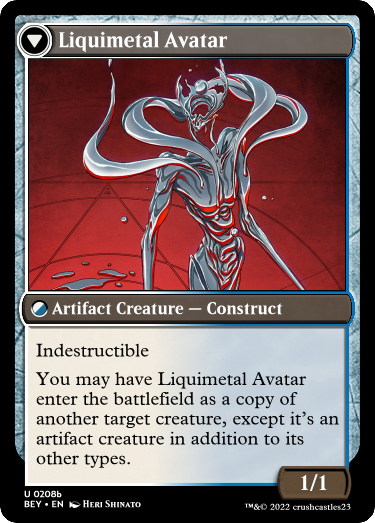 Liquimetal Avatar
Artifact Creature — Construct
Indestructible
You may have Liquimetal Avatar
enter the battlefield as a copy of
another target creature, except it's an
artifact creature in addition to its
other types.
1/1
U 0208b
BEY • EN Heri Shinato
™&© 2022 crushcastles23